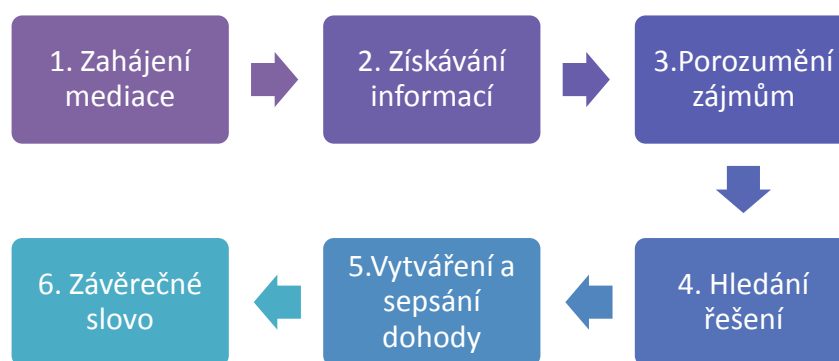 1. Zahájení
mediace
2. Získávání
informací
3.Porozumění
zájmům
4. Hledání
řešení
5.Vytváření a
sepsání
dohody
6. Závěrečné
slovo